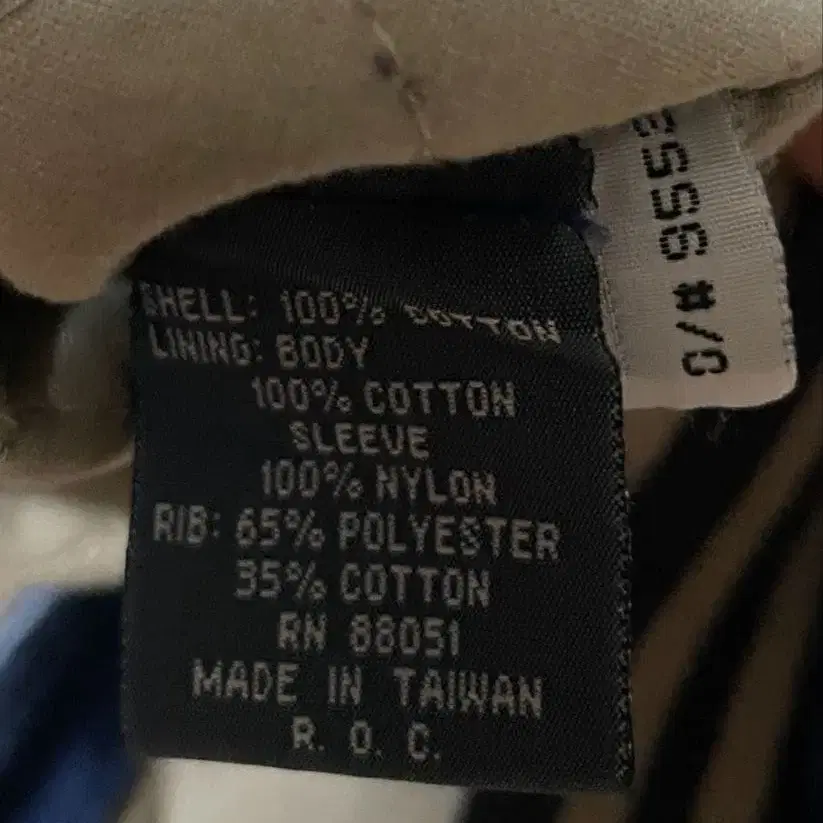 SHELL: 100% COTTON
LINING: BODY
100% COTTON
SLEEVE
100% NYLON
RIB: 65% POLYESTER
35% COTTON
RN 88051
MADE IN TAIWAN
R. O. C.
O/# 9555